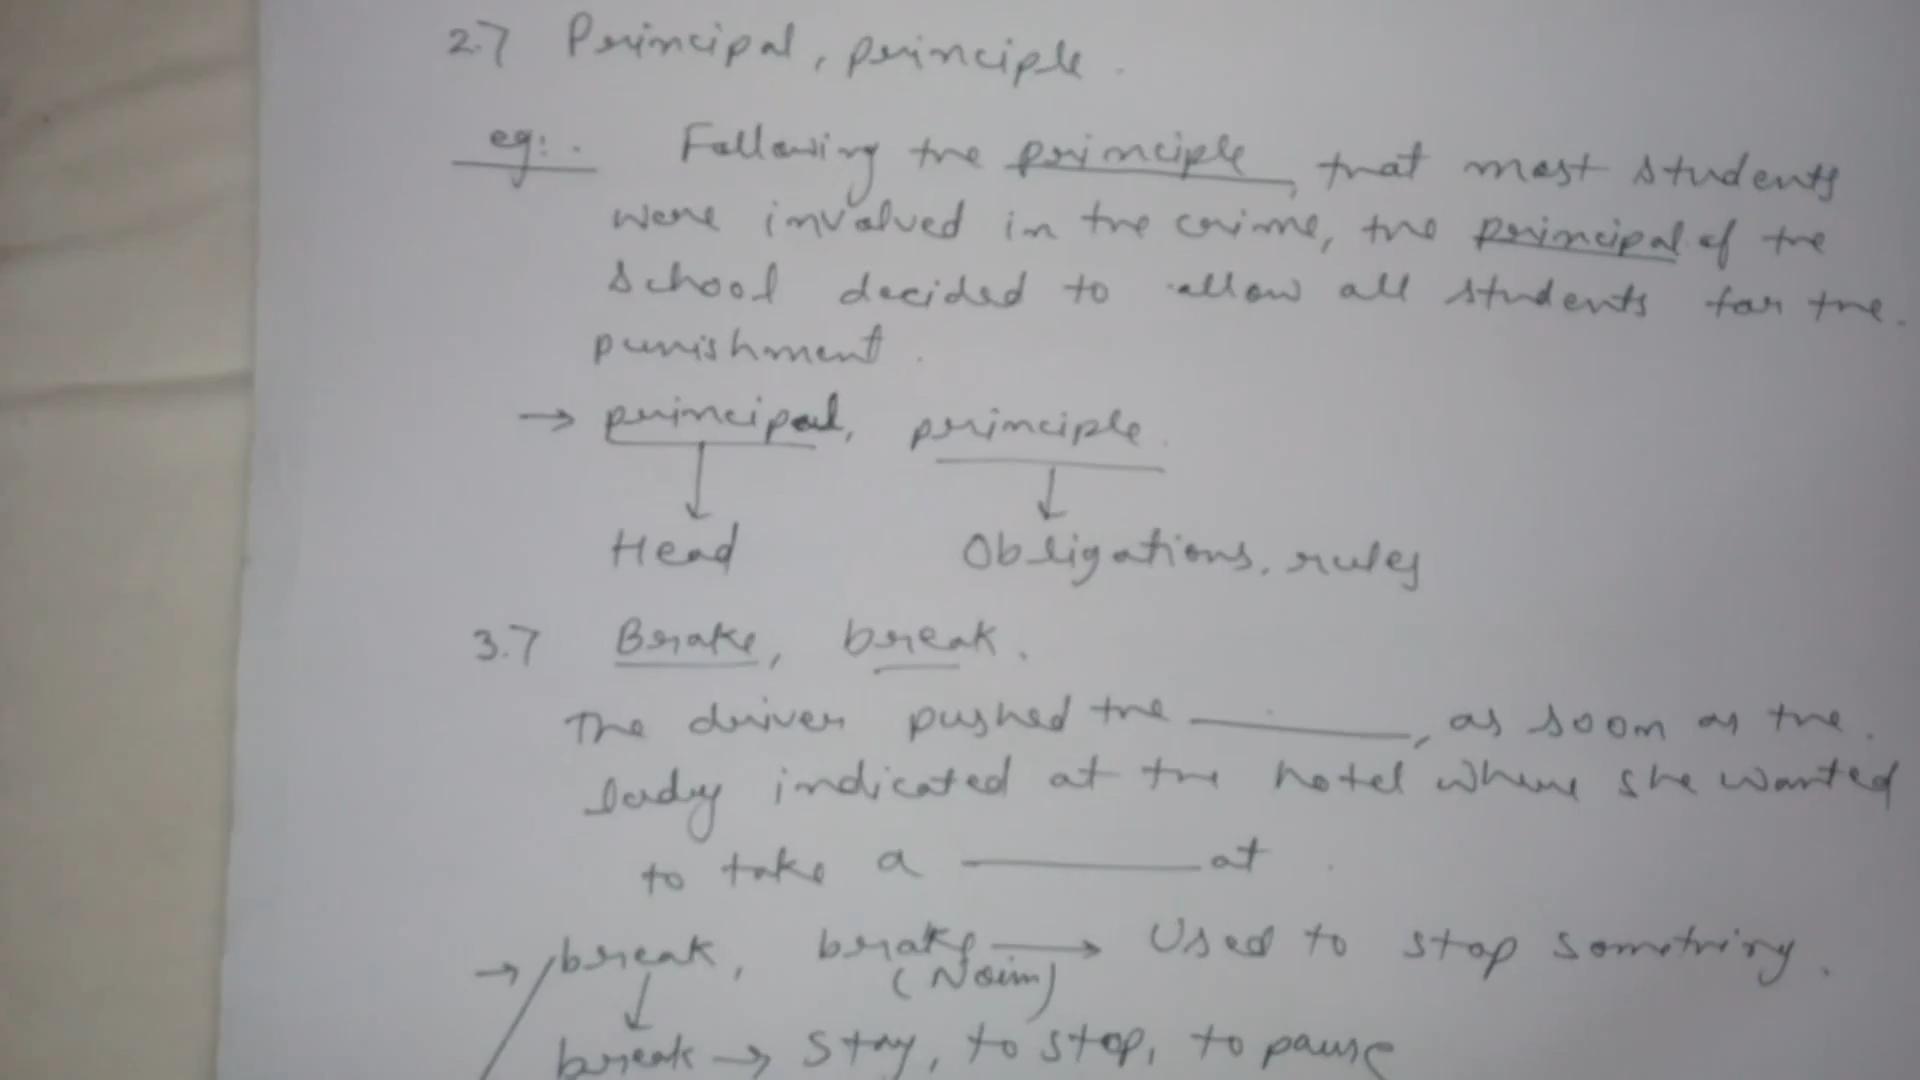 2.7 Principal, principle.
eg:. Following the principle, that most students
were involved in the crime, the principal of the
school decided to allow all students for the.
punishment.
→ principal, principle.
↓ ↓
Head Obligations, rules
3.7 Brake, break.
The driver pushed the ________, as soon as the.
lady indicated at the hotel where she wanted
to take a ________ at.
→ break, brake → Used to stop something.
↓ (Noun)
break → stay, to stop, to pause